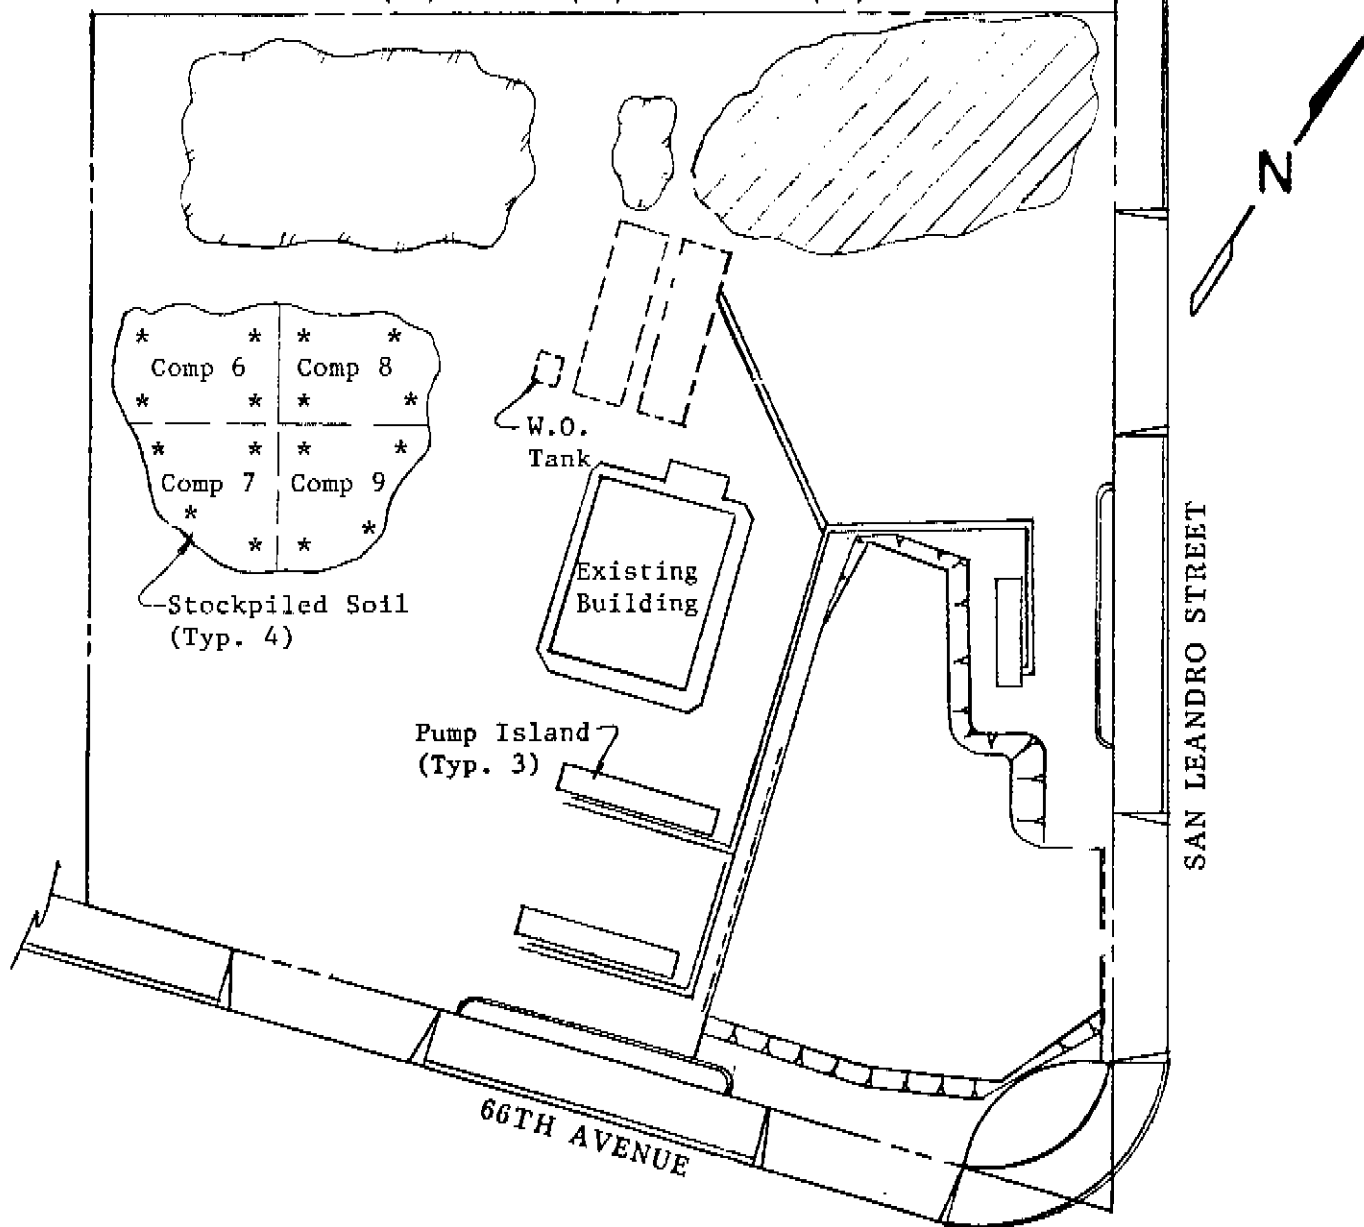 N
* * * *
Comp 6 Comp 8
* * * *
* * * *
Comp 7 Comp 9
* *
* *
W.O.
Tank
Stockpiled Soil
(Typ. 4)
Existing
Building
Pump Island
(Typ. 3)
SAN LEANDRO STREET
66TH AVENUE